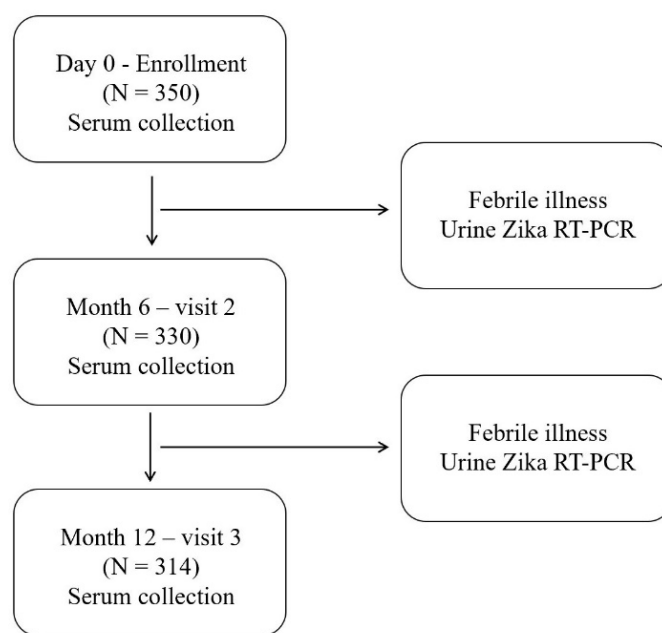 Day 0 - Enrollment
(N = 350)
Serum collection
Febrile illness
Urine Zika RT-PCR
Month 6 – visit 2
(N = 330)
Serum collection
Febrile illness
Urine Zika RT-PCR
Month 12 – visit 3
(N = 314)
Serum collection